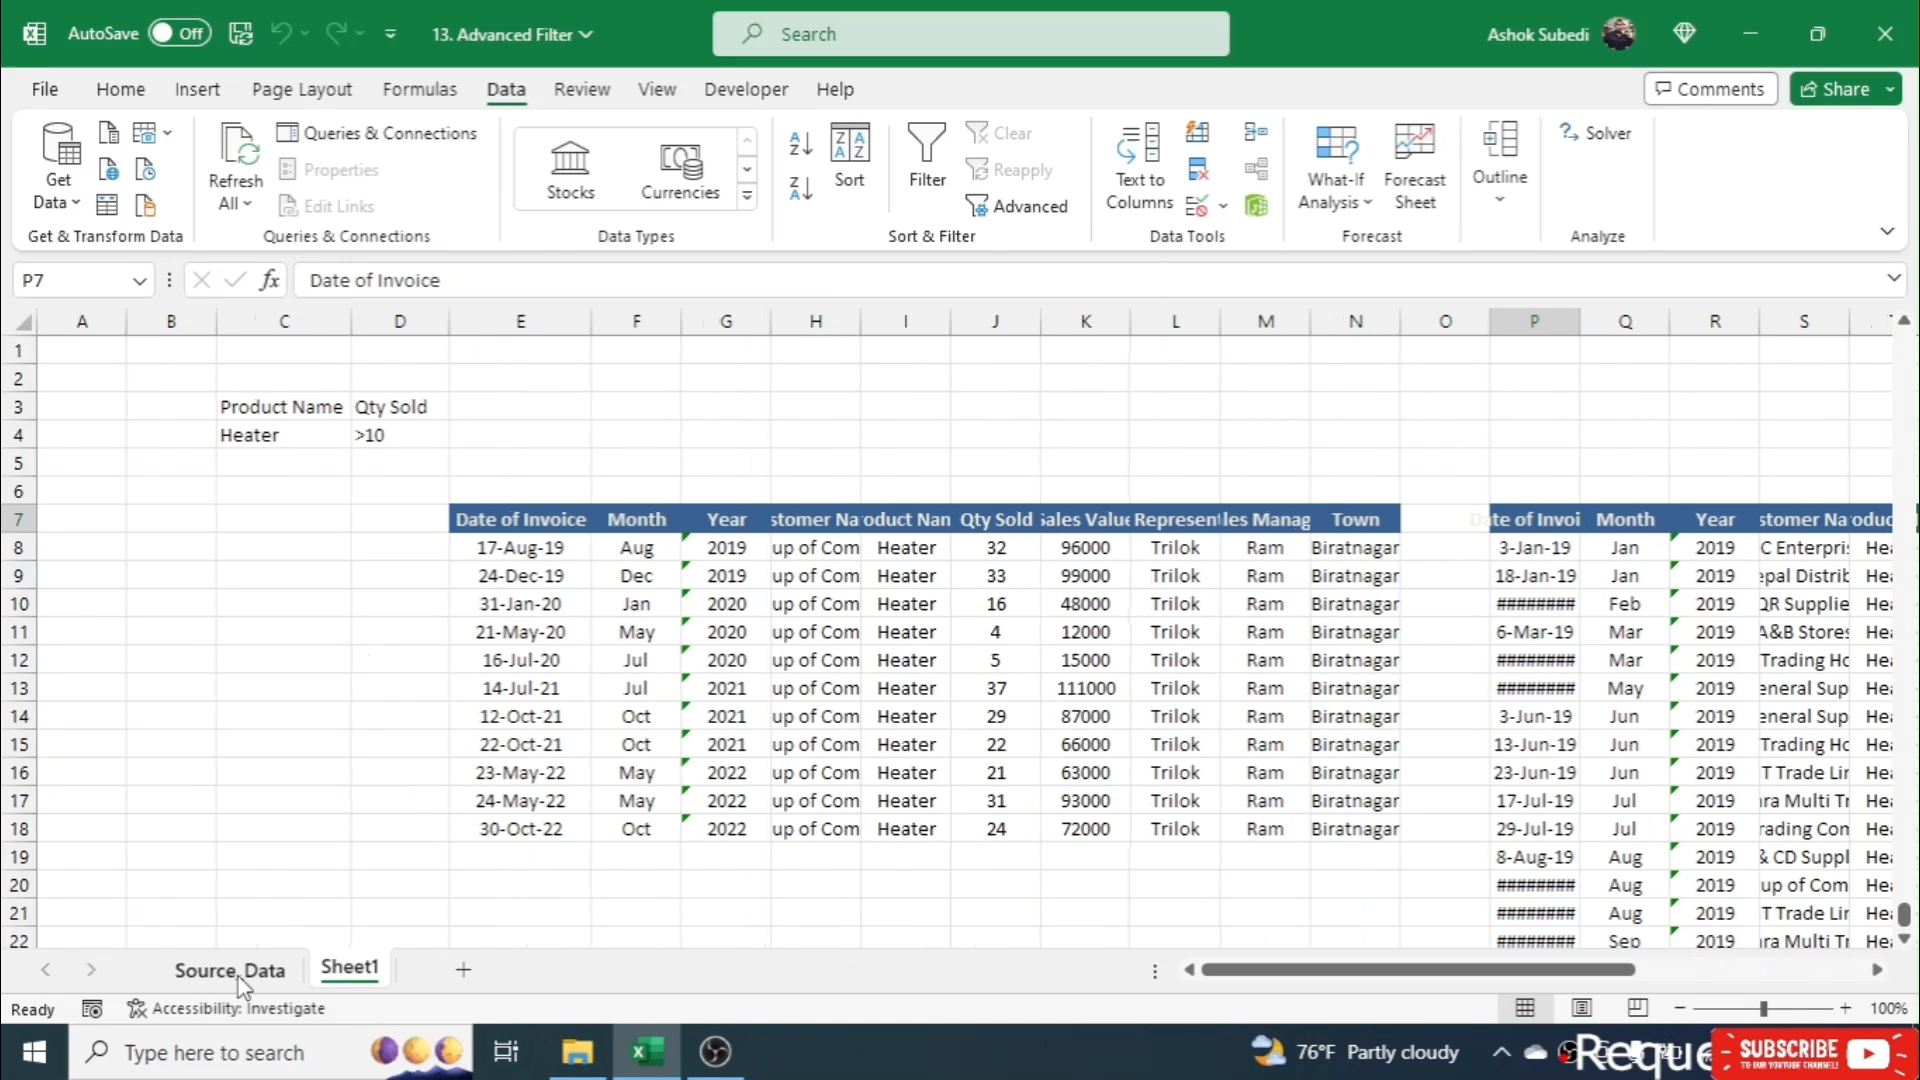 AutoSave Off 13. Advanced Filter Search Ashok Subedi
File Home Insert Page Layout Formulas Data Review View Developer Help Comments Share
Get Data Refresh All Queries & Connections Properties Edit Links Stocks Currencies Sort Filter Clear Reapply Advanced Text to Columns What-If Analysis Forecast Sheet Outline Solver
Get & Transform Data Queries & Connections Data Types Sort & Filter Data Tools Forecast Analyze
P7 fx Date of Invoice
A B C D E F G H I J K L M N O P Q R S
1
2
3 Product Name Qty Sold
4 Heater >10
5
6
7 Date of Invoice Month Year stomer Na roduct Nan Qty Sold Sales Value Represent les Manag Town te of Invoi Month Year stomer Na roduc
8 17-Aug-19 Aug 2019 up of Com Heater 32 96000 Trilok Ram Biratnagar 3-Jan-19 Jan 2019 C Enterpri Hea
9 24-Dec-19 Dec 2019 up of Com Heater 33 99000 Trilok Ram Biratnagar 18-Jan-19 Jan 2019 epal Distrib Hea
10 31-Jan-20 Jan 2020 up of Com Heater 16 48000 Trilok Ram Biratnagar ######## Feb 2019 QR Supplie Hea
11 21-May-20 May 2020 up of Com Heater 4 12000 Trilok Ram Biratnagar 6-Mar-19 Mar 2019 A&B Stores Hea
12 16-Jul-20 Jul 2020 up of Com Heater 5 15000 Trilok Ram Biratnagar ######## Mar 2019 Trading Ho Hea
13 14-Jul-21 Jul 2021 up of Com Heater 37 111000 Trilok Ram Biratnagar ######## May 2019 eneral Sup Hea
14 12-Oct-21 Oct 2021 up of Com Heater 29 87000 Trilok Ram Biratnagar 3-Jun-19 Jun 2019 eneral Sup Hea
15 22-Oct-21 Oct 2021 up of Com Heater 22 66000 Trilok Ram Biratnagar 13-Jun-19 Jun 2019 Trading Ho Hea
16 23-May-22 May 2022 up of Com Heater 21 63000 Trilok Ram Biratnagar 23-Jun-19 Jun 2019 T Trade Lir Hea
17 24-May-22 May 2022 up of Com Heater 31 93000 Trilok Ram Biratnagar 17-Jul-19 Jul 2019 ara Multi Tr Hea
18 30-Oct-22 Oct 2022 up of Com Heater 24 72000 Trilok Ram Biratnagar 29-Jul-19 Jul 2019 rading Com Hea
19 8-Aug-19 Aug 2019 & CD Suppl Hea
20 ######## Aug 2019 up of Com Hea
21 ######## Aug 2019 T Trade Lir Hea
22 ######## Sep 2019 ara Multi Tr Hea
Source Data Sheet1
Ready Accessibility: Investigate 100%
Type here to search 76°F Partly cloudy Reque SUBSCRIBE
TO OUR YOUTUBE CHANNEL!